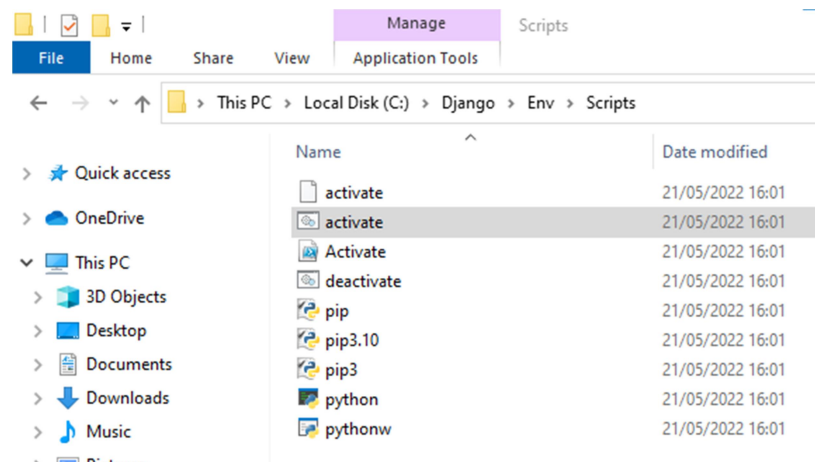 Manage
Scripts
File
Home
Share
View
Application Tools
This PC > Local Disk (C:) > Django > Env > Scripts
Name
Date modified
Quick access
OneDrive
This PC
3D Objects
Desktop
Documents
Downloads
Music
activate 21/05/2022 16:01
activate 21/05/2022 16:01
Activate 21/05/2022 16:01
deactivate 21/05/2022 16:01
pip 21/05/2022 16:01
pip3.10 21/05/2022 16:01
pip3 21/05/2022 16:01
python 21/05/2022 16:01
pythonw 21/05/2022 16:01